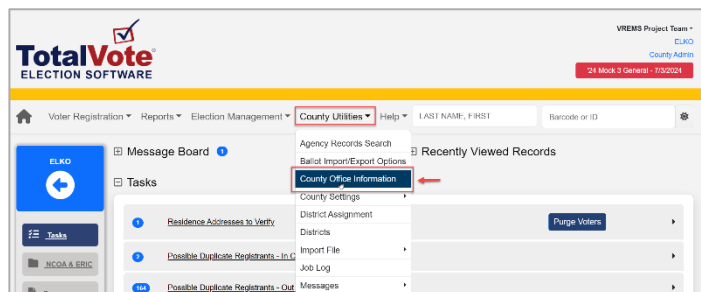 VREMS Project Team
ELKO
County Admin
'24 Mock 3 General - 7/3/2024
TotalVote
ELECTION SOFTWARE
Voter Registration Reports Election Management County Utilities Help LAST NAME, FIRST Barcode or ID
Agency Records Search
Ballot Import/Export Options
County Office Information
County Settings
District Assignment
Districts
Import File
Job Log
Messages
ELKO
Message Board 1
Recently Viewed Records
Tasks
1 Residence Addresses to Verify Purge Voters
2 Possible Duplicate Registrants - In C
164 Possible Duplicate Registrants - Out
Tasks
NCOA & ERIC